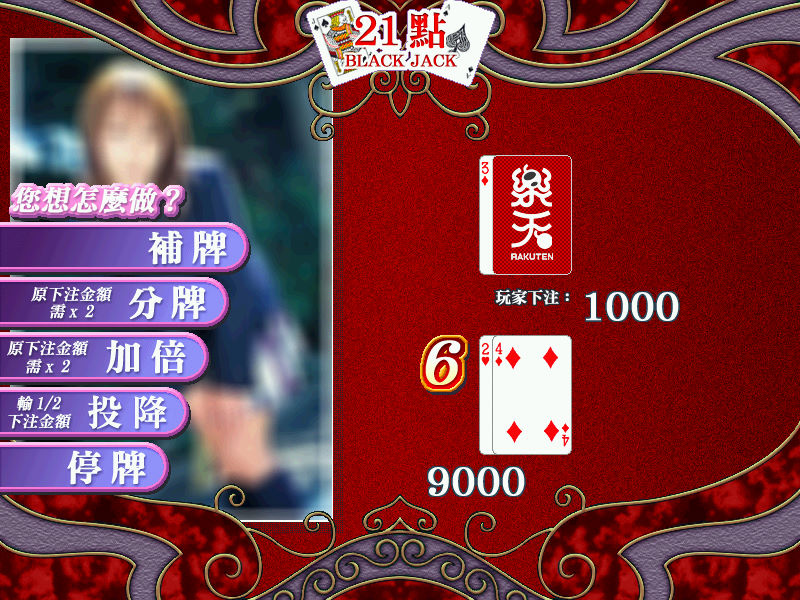 21 點
BLACK JACK
您想怎麼做？
補牌
原下注金額
需 x 2
分牌
原下注金額
需 x 2
加倍
輸 1/2
下注金額
投降
停牌
3
樂天
RAKUTEN
玩家下注： 1000
6
2
4
4
9000